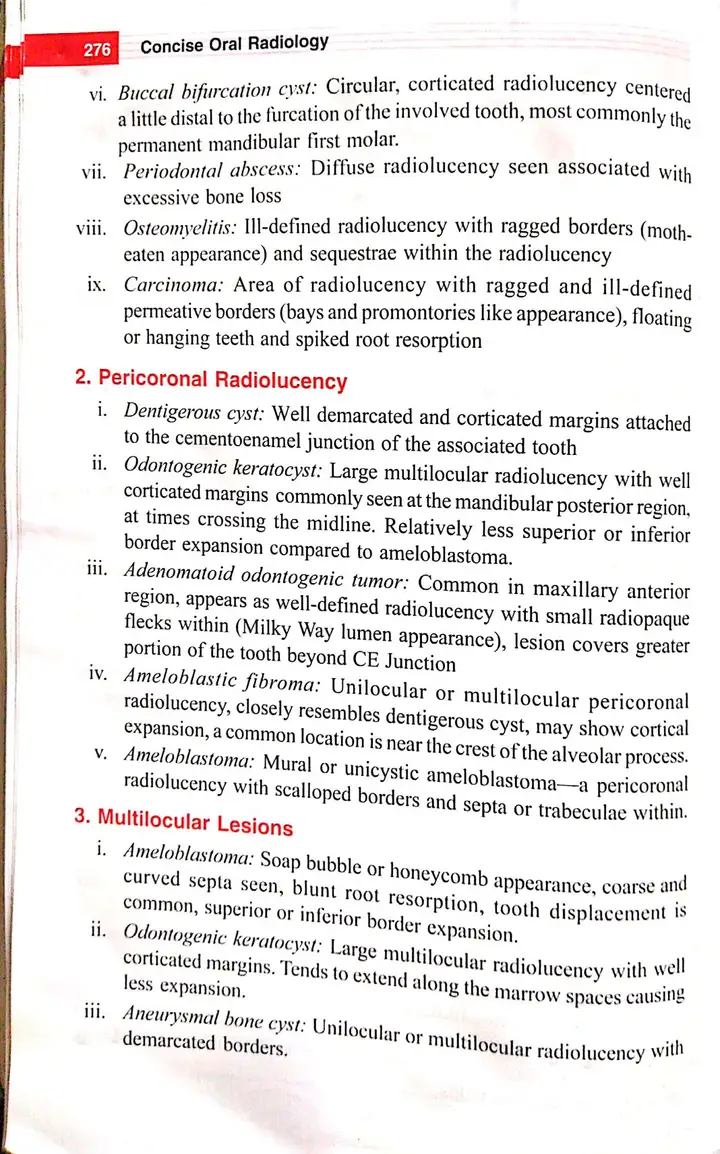 276 Concise Oral Radiology
vi. Buccal bifurcation cyst: Circular, corticated radiolucency centered
a little distal to the furcation of the involved tooth, most commonly the
permanent mandibular first molar.
vii. Periodontal abscess: Diffuse radiolucency seen associated with
excessive bone loss
viii. Osteomyelitis: Ill-defined radiolucency with ragged borders (moth-
eaten appearance) and sequestrae within the radiolucency
ix. Carcinoma: Area of radiolucency with ragged and ill-defined
permeative borders (bays and promontories like appearance), floating
or hanging teeth and spiked root resorption
2. Pericoronal Radiolucency
i. Dentigerous cyst: Well demarcated and corticated margins attached
to the cementoenamel junction of the associated tooth
ii. Odontogenic keratocyst: Large multilocular radiolucency with well
corticated margins commonly seen at the mandibular posterior region,
at times crossing the midline. Relatively less superior or inferior
border expansion compared to ameloblastoma.
iii. Adenomatoid odontogenic tumor: Common in maxillary anterior
region, appears as well-defined radiolucency with small radiopaque
flecks within (Milky Way lumen appearance), lesion covers greater
portion of the tooth beyond CE Junction
iv. Ameloblastic fibroma: Unilocular or multilocular pericoronal
radiolucency, closely resembles dentigerous cyst, may show cortical
expansion, a common location is near the crest of the alveolar process.
v. Ameloblastoma: Mural or unicystic ameloblastoma—a pericoronal
radiolucency with scalloped borders and septa or trabeculae within.
3. Multilocular Lesions
i. Ameloblastoma: Soap bubble or honeycomb appearance, coarse and
curved septa seen, blunt root resorption, tooth displacement is
common, superior or inferior border expansion.
ii. Odontogenic keratocyst: Large multilocular radiolucency with well
corticated margins. Tends to extend along the marrow spaces causing
less expansion.
iii. Aneurysmal bone cyst: Unilocular or multilocular radiolucency with
demarcated borders.